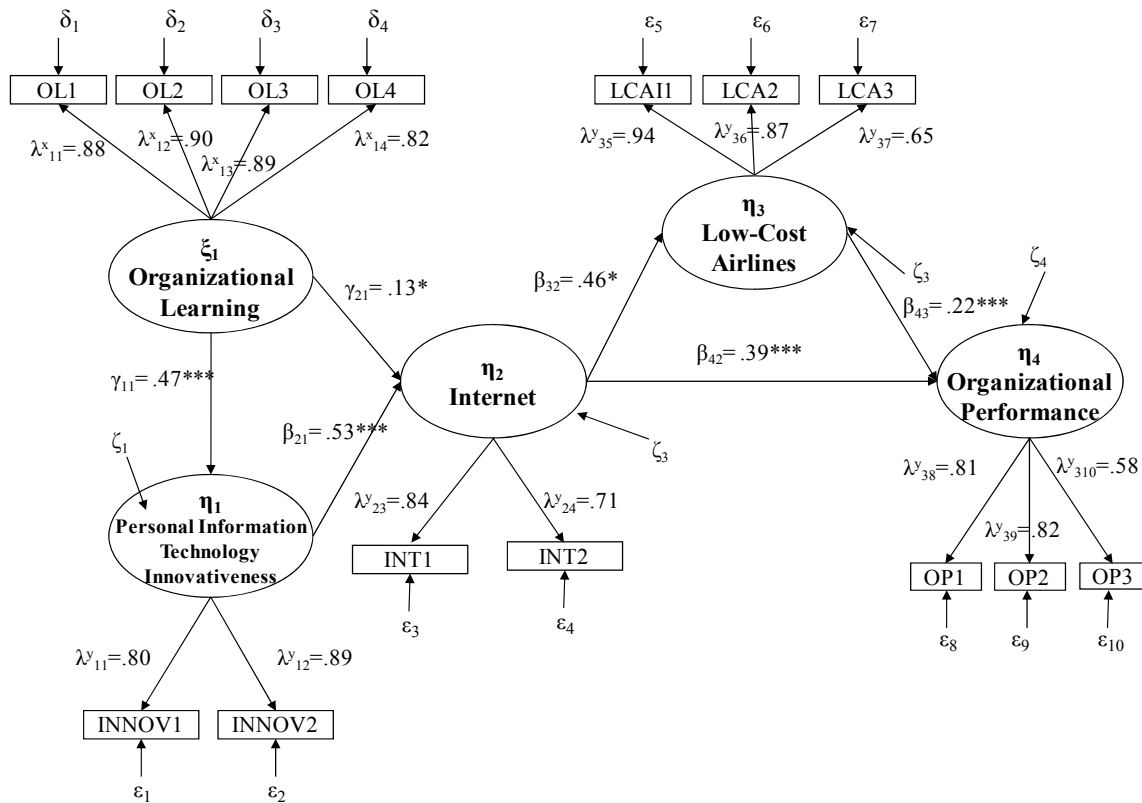 δ₁ δ₂ δ₃ δ₄
ε₅ ε₆ ε₇
OL1 OL2 OL3 OL4
LCAI1 LCA2 LCA3
λˣ₁₁=.88
λˣ₁₂=.90
λˣ₁₃=.89
λˣ₁₄=.82
λʸ₃₅=.94
λʸ₃₆=.87
λʸ₃₇=.65
ξ₁
Organizational
Learning
η₃
Low-Cost
Airlines
ζ₃
ζ₄
γ₂₁= .13*
β₃₂= .46*
β₄₃= .22***
β₄₂= .39***
γ₁₁= .47***
η₂
Internet
η₄
Organizational
Performance
β₂₁= .53***
ζ₁
ζ₃
η₁
Personal Information
Technology
Innovativeness
λʸ₂₃=.84
λʸ₂₄=.71
λʸ₃₈=.81
λʸ₃₉=.82
λʸ₃₁₀=.58
INT1 INT2
OP1 OP2 OP3
ε₃ ε₄
ε₈ ε₉ ε₁₀
λʸ₁₁=.80
λʸ₁₂=.89
INNOV1 INNOV2
ε₁ ε₂